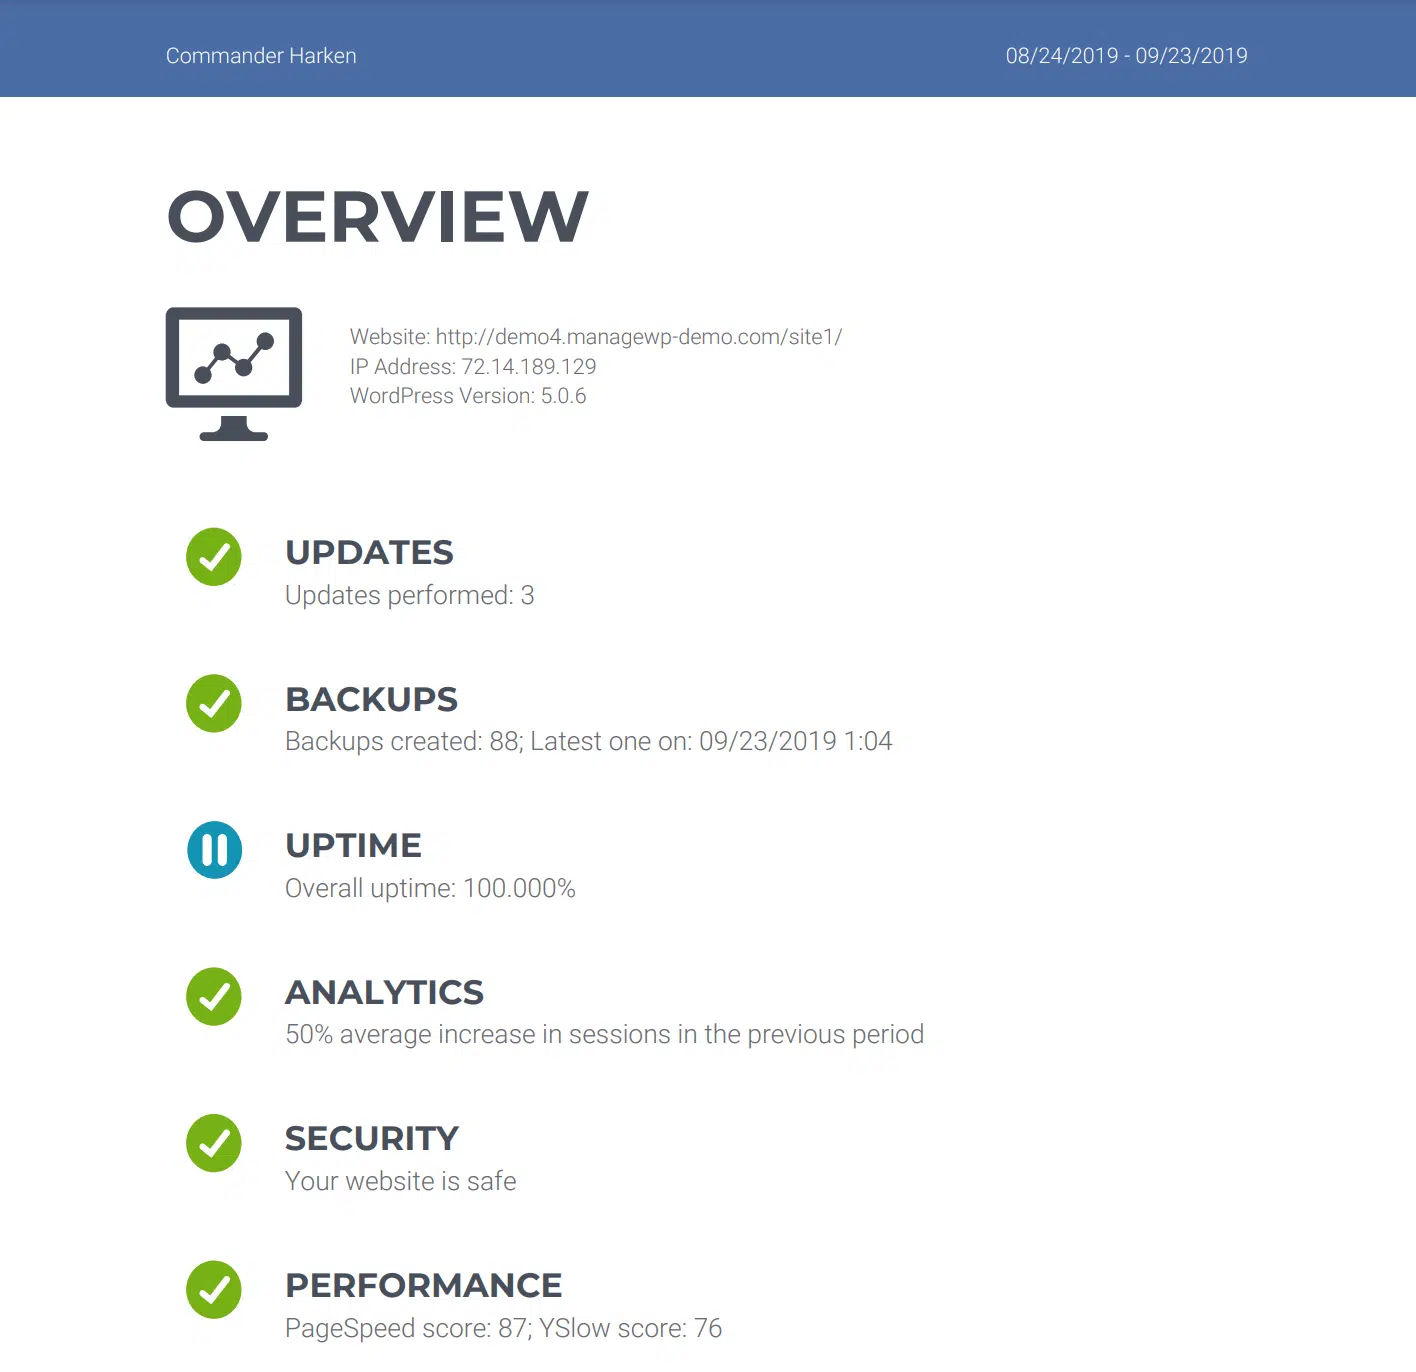 Commander Harken 08/24/2019 - 09/23/2019
OVERVIEW
Website: http://demo4.managewp-demo.com/site1/
IP Address: 72.14.189.129
WordPress Version: 5.0.6
UPDATES
Updates performed: 3
BACKUPS
Backups created: 88; Latest one on: 09/23/2019 1:04
UPTIME
Overall uptime: 100.000%
ANALYTICS
50% average increase in sessions in the previous period
SECURITY
Your website is safe
PERFORMANCE
PageSpeed score: 87; YSlow score: 76